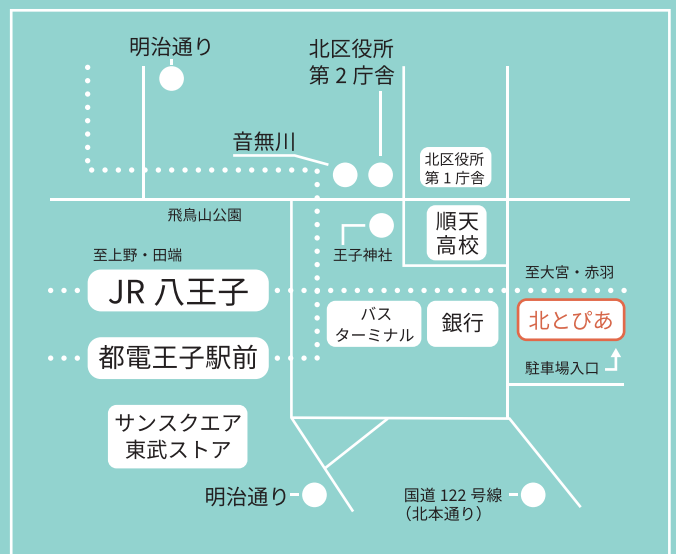 明治通り
北区役所
第2庁舎
音無川
北区役所
第1庁舎
飛鳥山公園
順天
高校
王子神社
至上野・田端
至大宮・赤羽
JR 八王子
バス
ターミナル
銀行
北とぴあ
都電王子駅前
駐車場入口
サンスクエア
東武ストア
明治通り
国道 122 号線
（北本通り）